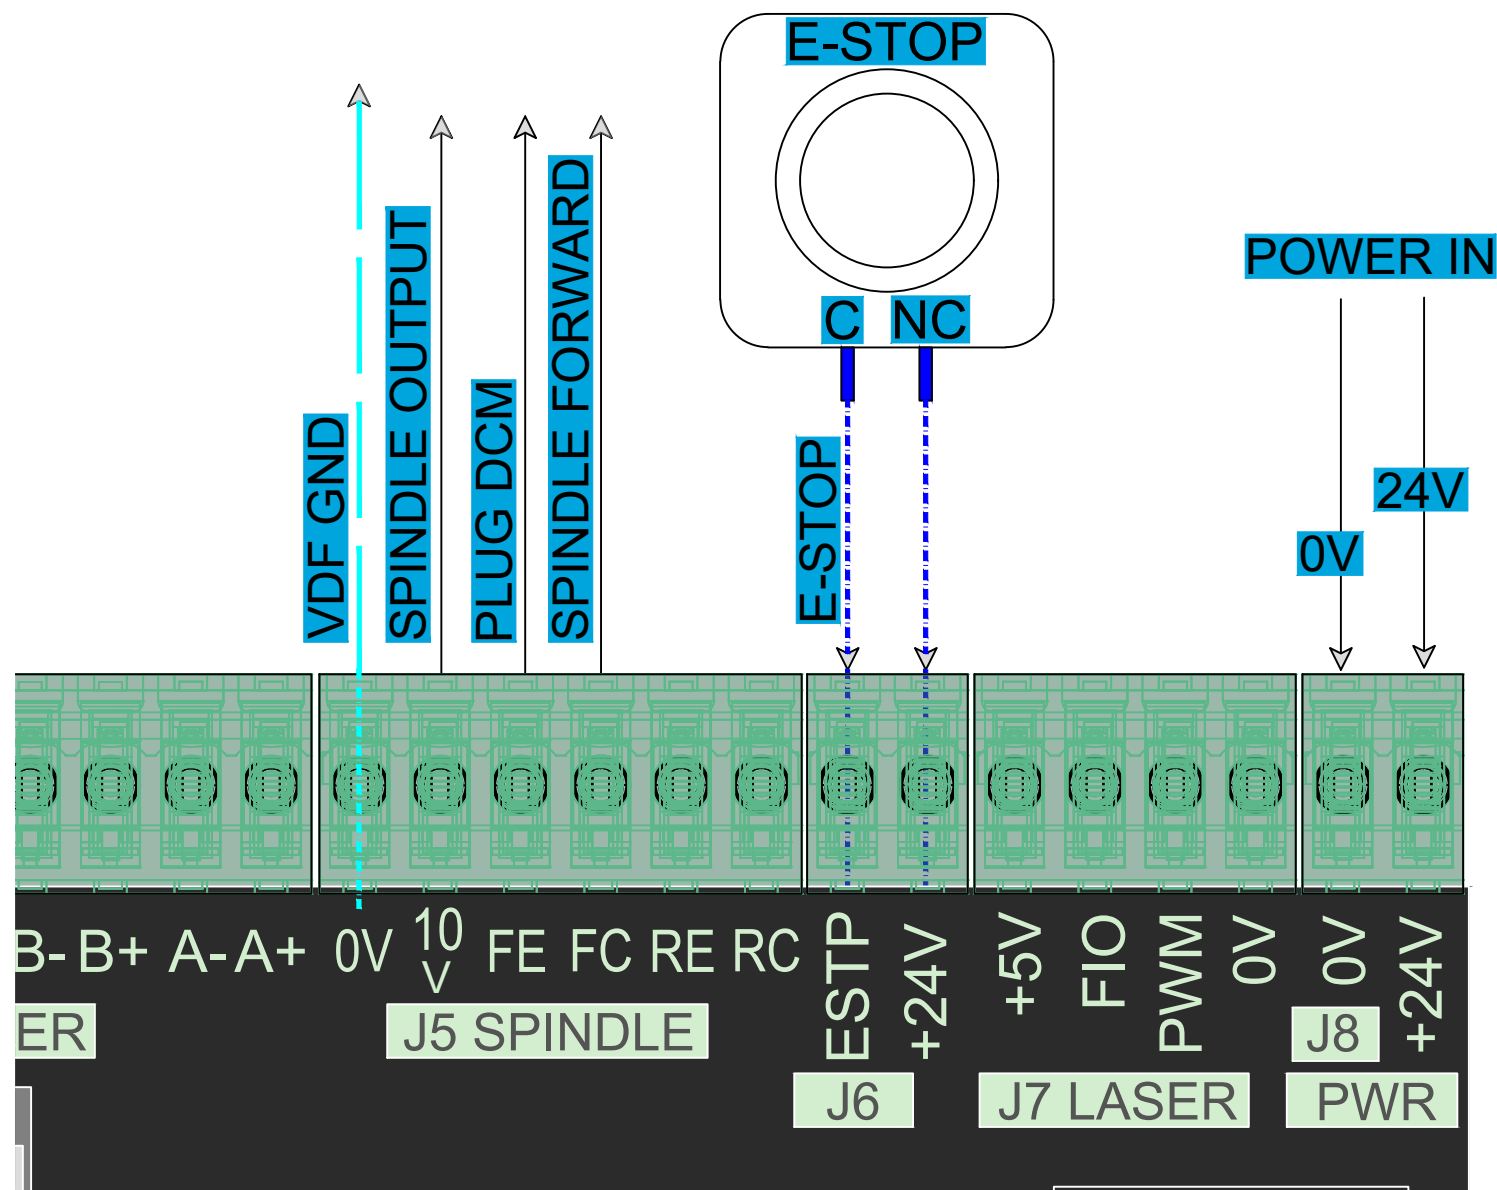 E-STOP
C
NC
POWER IN
VDF GND
SPINDLE OUTPUT
PLUG DCM
SPINDLE FORWARD
E-STOP
0V
24V
B-
B+
A-
A+
0V
10
V
FE
FC
RE
RC
ESTP
+24V
+5V
FIO
PWM
0V
0V
+24V
ER
J5 SPINDLE
J8
J6
J7 LASER
PWR